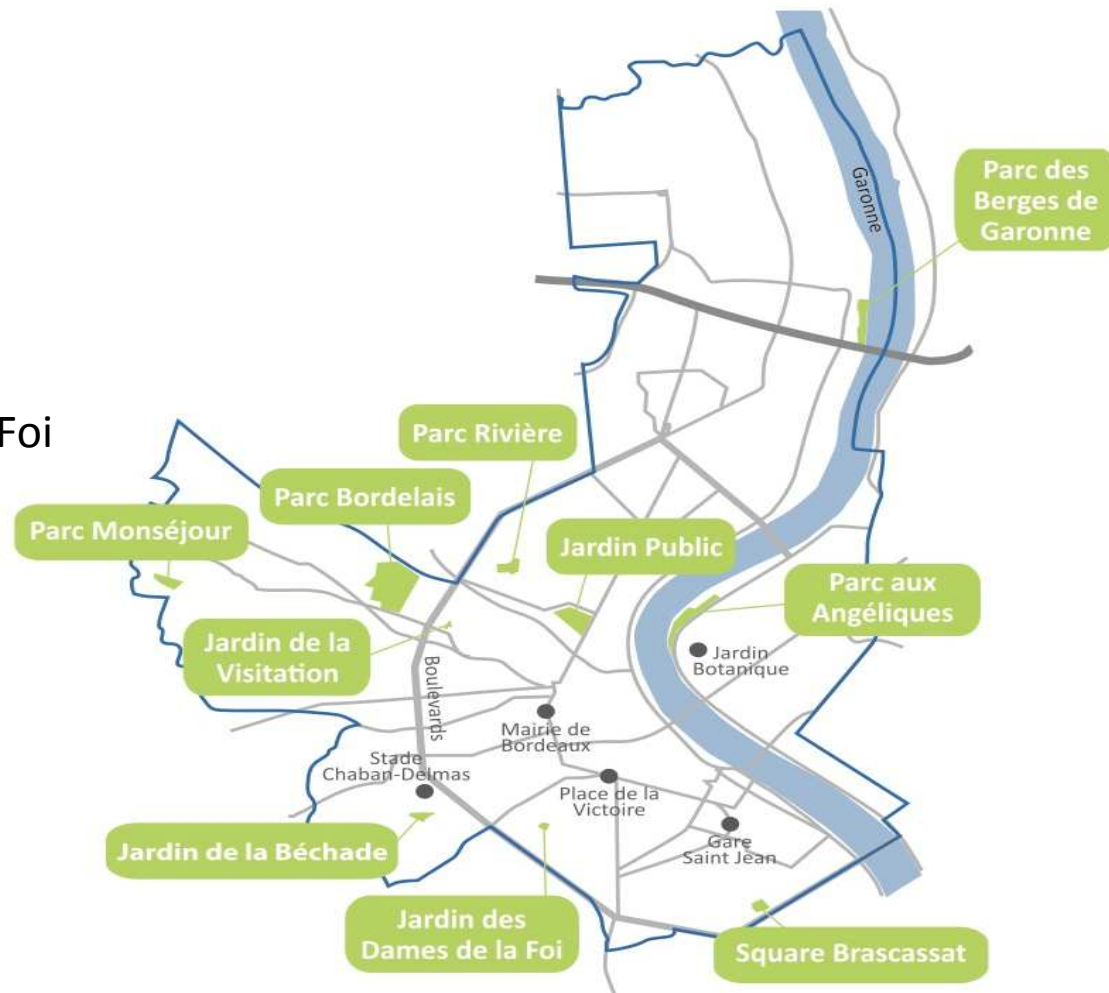 Parc des
Berges de
Garonne
Garonne
Foi
Parc Rivière
Parc Bordelais
Parc Monséjour
Jardin Public
Parc aux
Angéliques
Jardin de la
Visitation
Boulevards
Jardin
Botanique
Mairie de
Bordeaux
Stade
Chaban-Delmas
Place de la
Victoire
Gare
Saint Jean
Jardin de la Béchade
Jardin des
Dames de la Foi
Square Brascassat